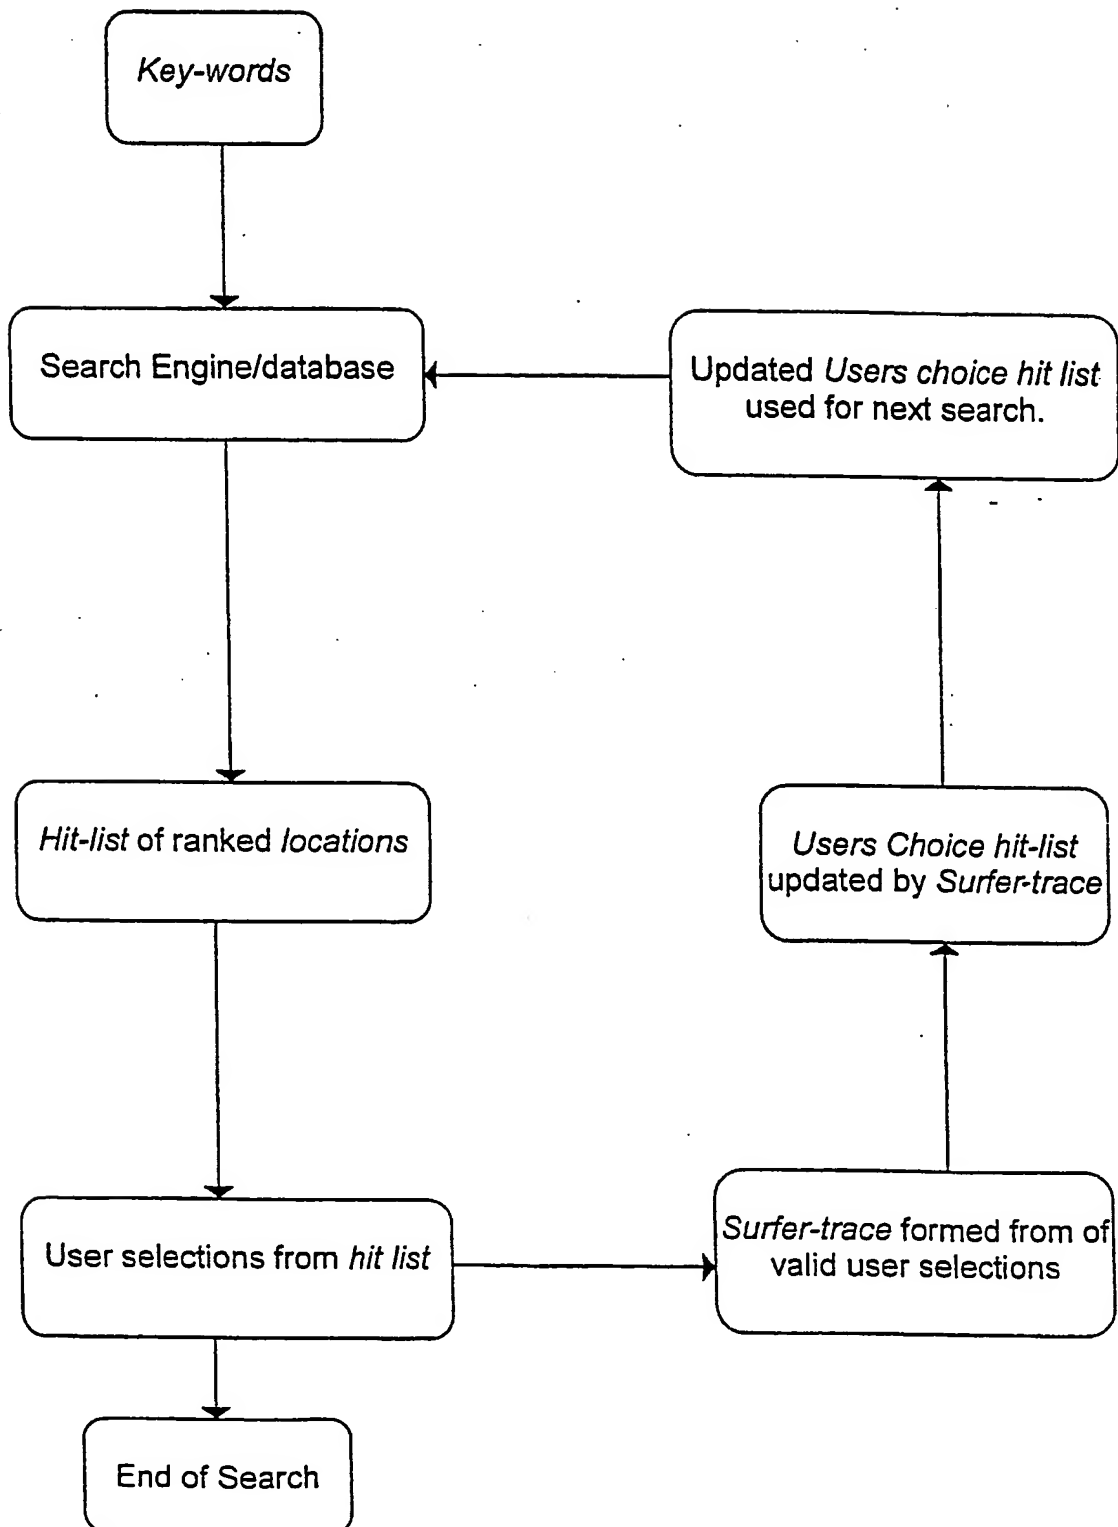 Key-words
Search Engine/database
Updated Users choice hit list
used for next search.
Hit-list of ranked locations
Users Choice hit-list
updated by Surfer-trace
User selections from hit list
Surfer-trace formed from of
valid user selections
End of Search